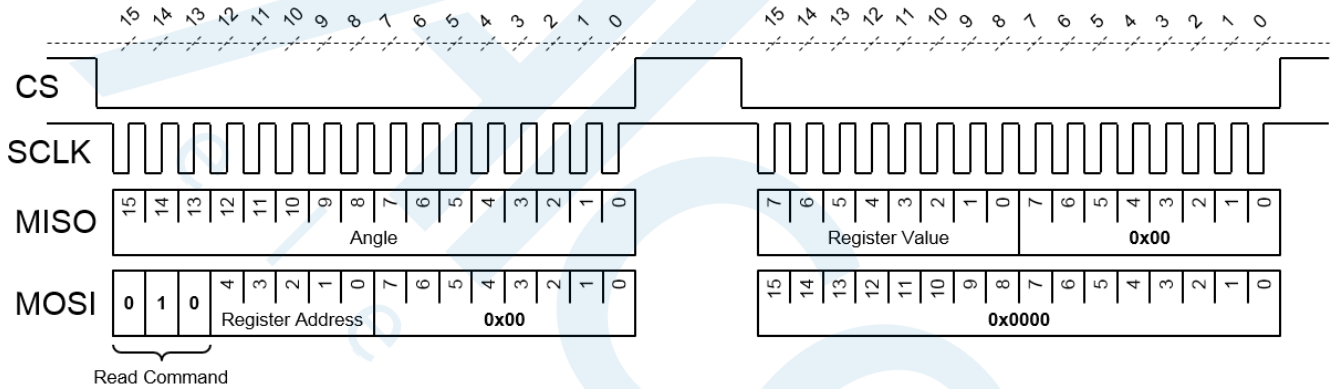 15 14 13 12 11 10 9 8 7 6 5 4 3 2 1 0 15 14 13 12 11 10 9 8 7 6 5 4 3 2 1 0
CS
SCLK
MISO 15 14 13 12 11 10 9 8 7 6 5 4 3 2 1 0 7 6 5 4 3 2 1 0 7 6 5 4 3 2 1 0
Angle Register Value 0x00
MOSI 0 1 0 4 3 2 1 0 7 6 5 4 3 2 1 0 15 14 13 12 11 10 9 8 7 6 5 4 3 2 1 0
Register Address 0x00 0x0000
Read Command